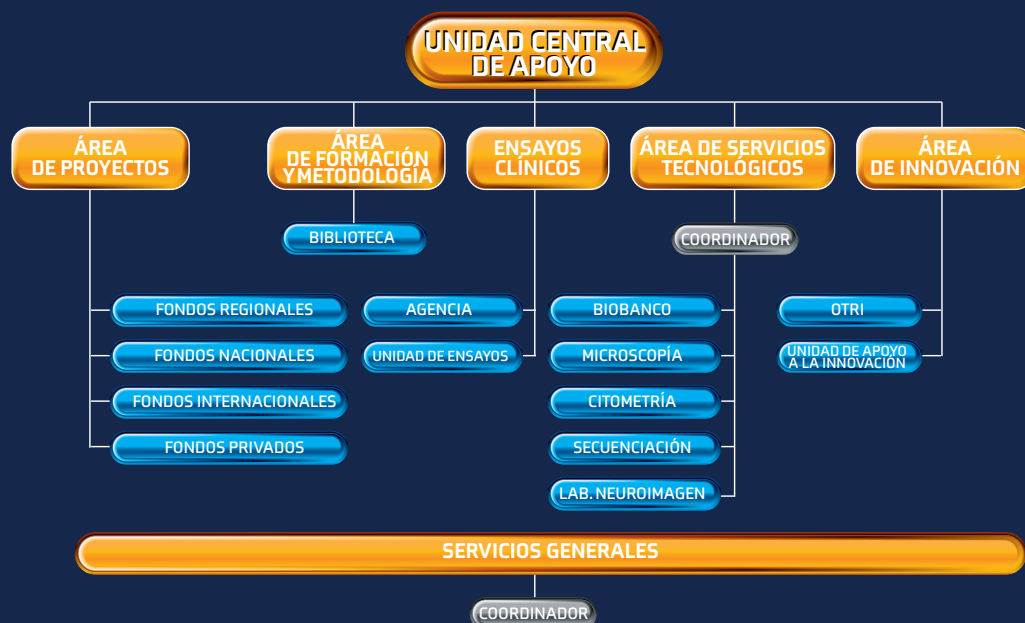 UNIDAD CENTRAL
DE APOYO
ÁREA
DE PROYECTOS
ÁREA
DE FORMACIÓN
Y METODOLOGÍA
ENSAYOS
CLÍNICOS
ÁREA DE SERVICIOS
TECNOLÓGICOS
ÁREA
DE INNOVACIÓN
BIBLIOTECA
COORDINADOR
FONDOS REGIONALES
FONDOS NACIONALES
FONDOS INTERNACIONALES
FONDOS PRIVADOS
AGENCIA
UNIDAD DE ENSAYOS
BIOBANCO
MICROSCOPÍA
CITOMETRÍA
SECUENCIACIÓN
LAB. NEUROIMAGEN
OTRI
UNIDAD DE APOYO
A LA INNOVACIÓN
SERVICIOS GENERALES
COORDINADOR